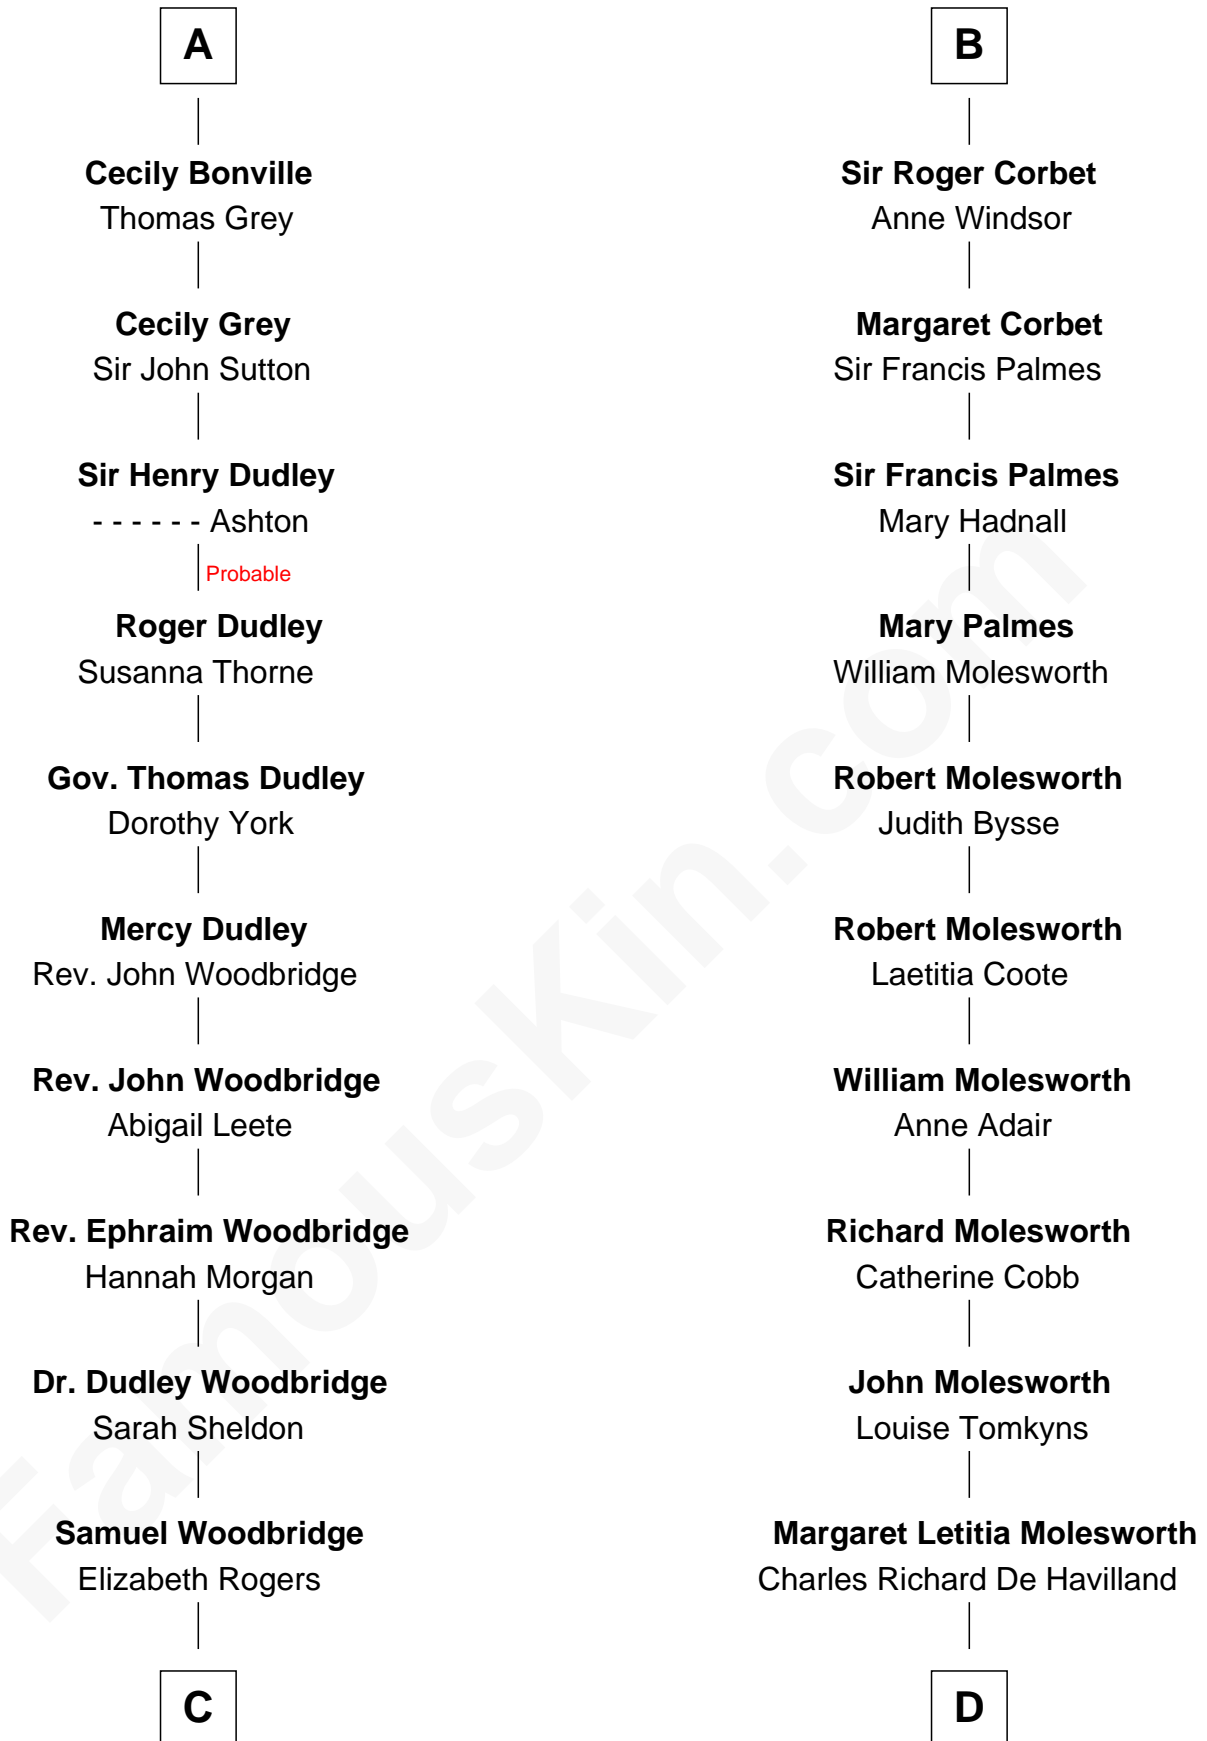 A
Cecily Bonville
Thomas Grey
Cecily Grey
Sir John Sutton
Sir Henry Dudley
- - - - - - Ashton
Probable
Roger Dudley
Susanna Thorne
Gov. Thomas Dudley
Dorothy York
Mercy Dudley
Rev. John Woodbridge
Rev. John Woodbridge
Abigail Leete
Rev. Ephraim Woodbridge
Hannah Morgan
Dr. Dudley Woodbridge
Sarah Sheldon
Samuel Woodbridge
Elizabeth Rogers
C
B
Sir Roger Corbet
Anne Windsor
Margaret Corbet
Sir Francis Palmes
Sir Francis Palmes
Mary Hadnall
Mary Palmes
William Molesworth
Robert Molesworth
Judith Bysse
Robert Molesworth
Laetitia Coote
William Molesworth
Anne Adair
Richard Molesworth
Catherine Cobb
John Molesworth
Louise Tomkyns
Margaret Letitia Molesworth
Charles Richard De Havilland
D
FamousKin.com